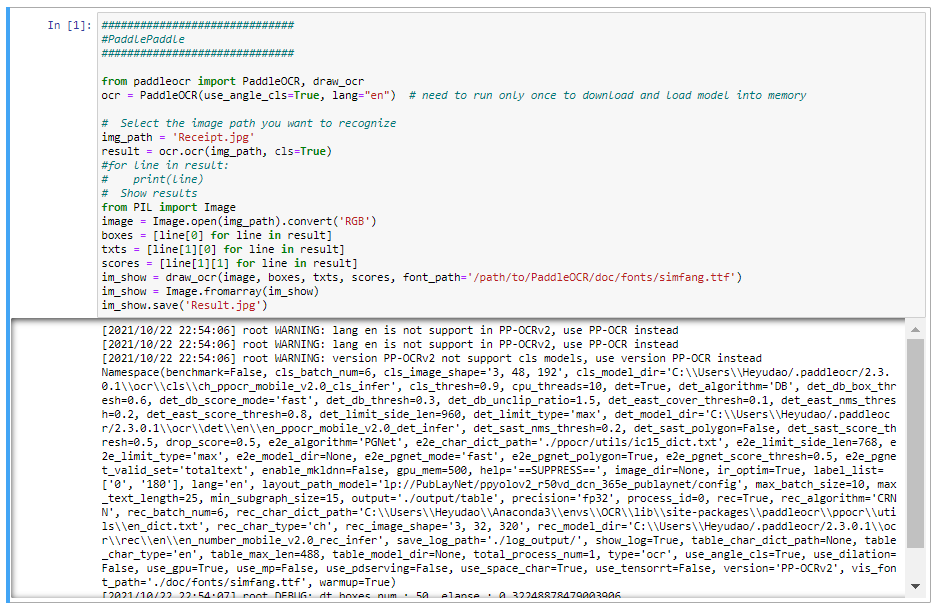 In [1]:
##############################
#PaddlePaddle
##############################
from paddleocr import PaddleOCR, draw_ocr
ocr = PaddleOCR(use_angle_cls=True, lang="en")  # need to run only once to download and load model into memory
#  Select the image path you want to recognize
img_path = 'Receipt.jpg'
result = ocr.ocr(img_path, cls=True)
#for line in result:
#    print(line)
#  Show results
from PIL import Image
image = Image.open(img_path).convert('RGB')
boxes = [line[0] for line in result]
txts = [line[1][0] for line in result]
scores = [line[1][1] for line in result]
im_show = draw_ocr(image, boxes, txts, scores, font_path='/path/to/PaddleOCR/doc/fonts/simfang.ttf')
im_show = Image.fromarray(im_show)
im_show.save('Result.jpg')
[2021/10/22 22:54:06] root WARNING: lang en is not support in PP-OCRv2, use PP-OCR instead
[2021/10/22 22:54:06] root WARNING: lang en is not support in PP-OCRv2, use PP-OCR instead
[2021/10/22 22:54:06] root WARNING: version PP-OCRv2 not support cls models, use version PP-OCR instead
Namespace(benchmark=False, cls_batch_num=6, cls_image_shape='3, 48, 192', cls_model_dir='C:\\Users\\Heyudao/.paddleocr/2.3.
0.1\\ocr\\cls\\ch_ppocr_mobile_v2.0_cls_infer', cls_thresh=0.9, cpu_threads=10, det=True, det_algorithm='DB', det_db_box_thr
esh=0.6, det_db_score_mode='fast', det_db_thresh=0.3, det_db_unclip_ratio=1.5, det_east_cover_thresh=0.1, det_east_nms_thres
h=0.2, det_east_score_thresh=0.8, det_limit_side_len=960, det_limit_type='max', det_model_dir='C:\\Users\\Heyudao/.paddleoc
r/2.3.0.1\\ocr\\det\\en\\en_ppocr_mobile_v2.0_det_infer', det_sast_nms_thresh=0.2, det_sast_polygon=False, det_sast_score_th
resh=0.5, drop_score=0.5, e2e_algorithm='PGNet', e2e_char_dict_path='./ppocr/utils/ic15_dict.txt', e2e_limit_side_len=768, e
2e_limit_type='max', e2e_model_dir=None, e2e_pgnet_mode='fast', e2e_pgnet_polygon=True, e2e_pgnet_score_thresh=0.5, e2e_pgne
t_valid_set='totaltext', enable_mkldnn=False, gpu_mem=500, help='==SUPPRESS==', image_dir=None, ir_optim=True, label_list=
['0', '180'], lang='en', layout_path_model='lp://PubLayNet/ppyolov2_r50vd_dcn_365e_publaynet/config', max_batch_size=10, max
_text_length=25, min_subgraph_size=15, output='./output/table', precision='fp32', process_id=0, rec=True, rec_algorithm='CRN
N', rec_batch_num=6, rec_char_dict_path='C:\\Users\\Heyudao\\Anaconda3\\envs\\OCR\\lib\\site-packages\\paddleocr\\ppocr\\uti
ls\\en_dict.txt', rec_char_type='ch', rec_image_shape='3, 32, 320', rec_model_dir='C:\\Users\\Heyudao/.paddleocr/2.3.0.1\\oc
r\\rec\\en\\en_number_mobile_v2.0_rec_infer', save_log_path='./log_output/', show_log=True, table_char_dict_path=None, table
_char_type='en', table_max_len=488, table_model_dir=None, total_process_num=1, type='ocr', use_angle_cls=True, use_dilation=
False, use_gpu=True, use_mp=False, use_pdserving=False, use_space_char=True, use_tensorrt=False, version='PP-OCRv2', vis_fon
t_path='./doc/fonts/simfang.ttf', warmup=True)
[2021/10/22 22:54:07] root DEBUG: dt_boxes num : 50, elapse : 0.32248878479003906